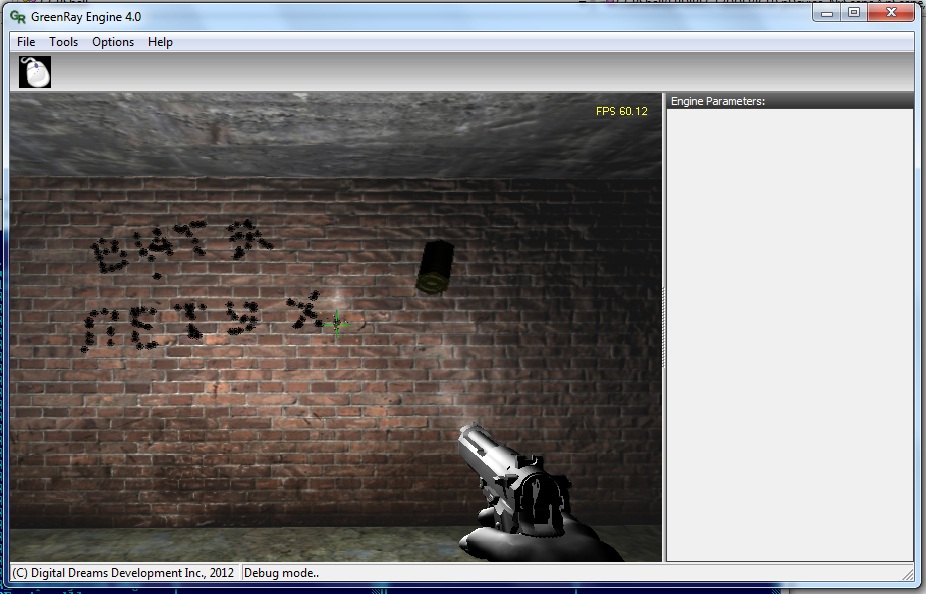 GreenRay Engine 4.0
File Tools Options Help
FPS 60.12
Engine Parameters:
ПЕТУХ
(C) Digital Dreams Development Inc., 2012 Debug mode..